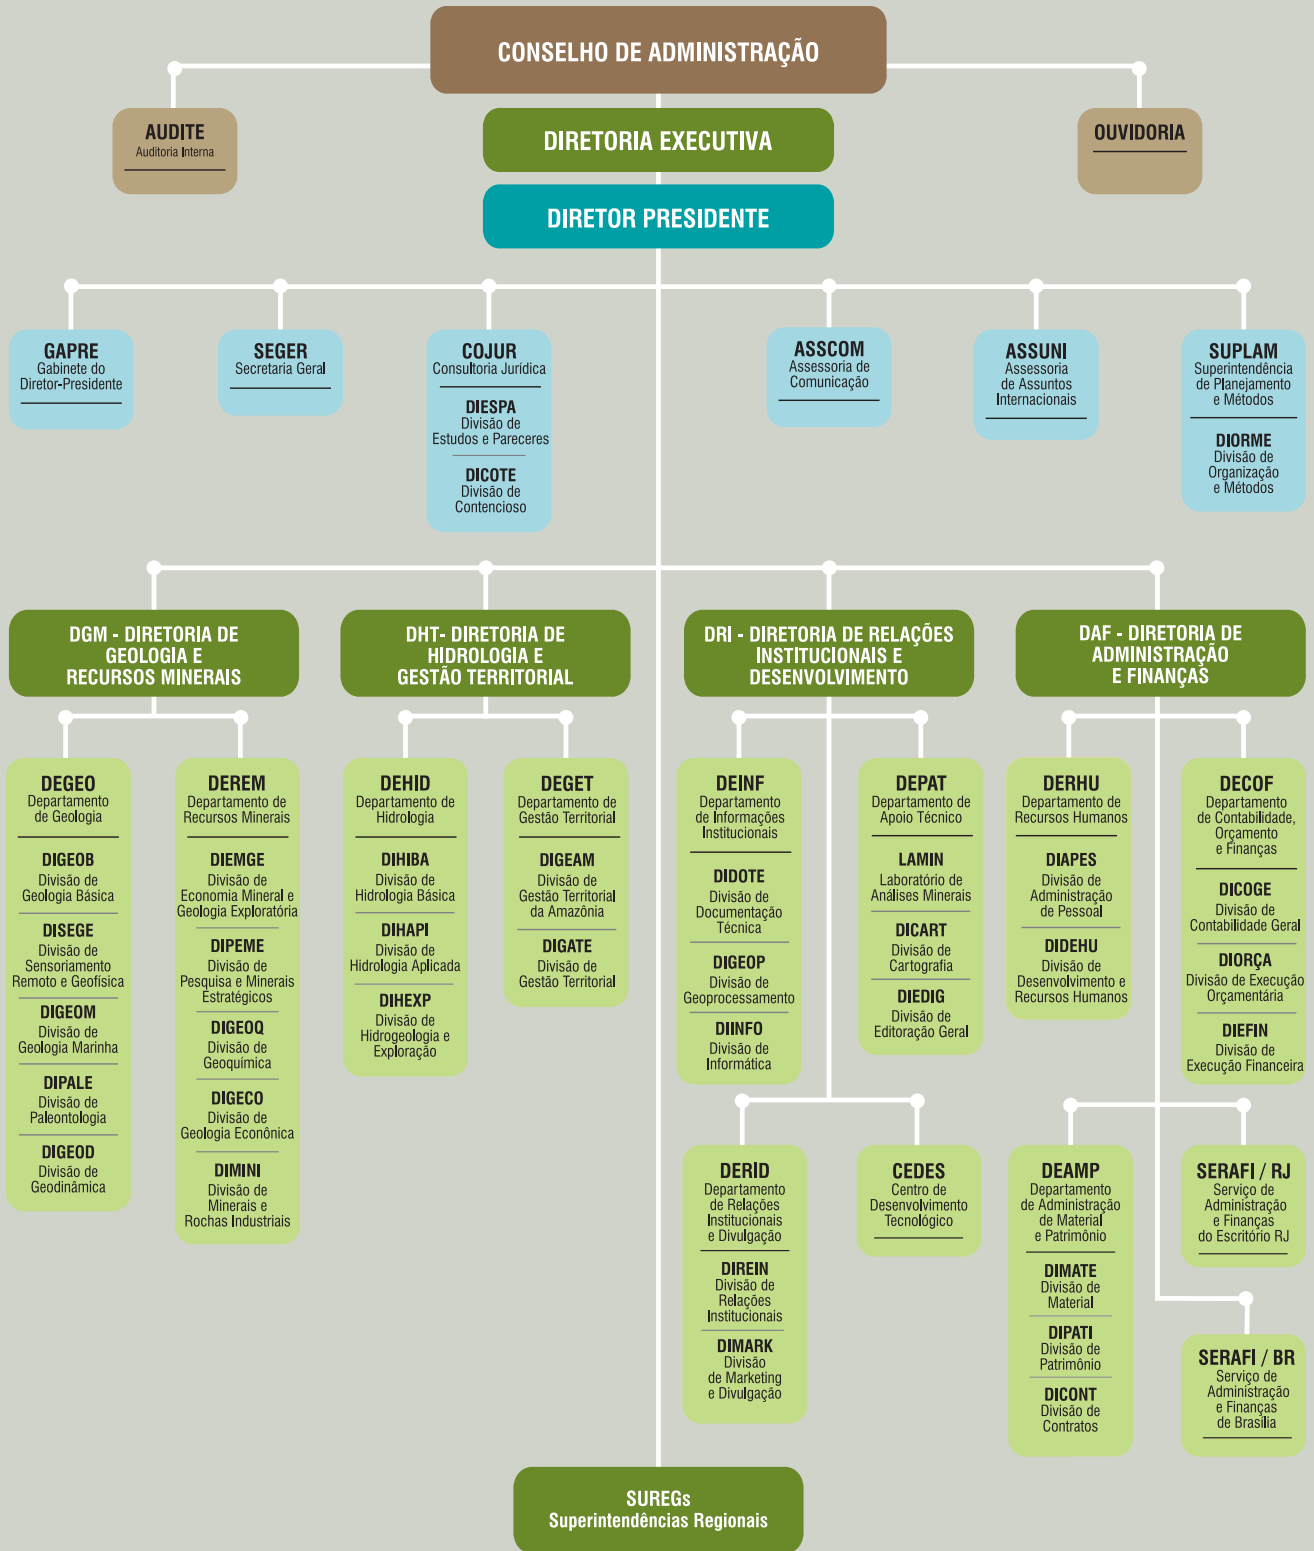 CONSELHO DE ADMINISTRAÇÃO
AUDITE
Auditoria Interna
DIRETORIA EXECUTIVA
OUVIDORIA
DIRETOR PRESIDENTE
GAPRE
Gabinete do
Diretor-Presidente
SEGER
Secretaria Geral
COJUR
Consultoria Jurídica
DIESPA
Divisão de
Estudos e Pareceres
DICOTE
Divisão de
Contencioso
ASSCOM
Assessoria de
Comunicação
ASSUNI
Assessoria
de Assuntos
Internacionais
SUPLAM
Superintendência
de Planejamento
e Métodos
DIORME
Divisão de
Organização
e Métodos
DGM - DIRETORIA DE
GEOLOGIA E
RECURSOS MINERAIS
DHT- DIRETORIA DE
HIDROLOGIA E
GESTÃO TERRITORIAL
DRI - DIRETORIA DE RELAÇÕES
INSTITUCIONAIS E
DESENVOLVIMENTO
DAF - DIRETORIA DE
ADMINISTRAÇÃO
E FINANÇAS
DEGEO
Departamento
de Geologia
DIGEOB
Divisão de
Geologia Básica
DISEGE
Divisão de
Sensoriamento
Remoto e Geofísica
DIGEOM
Divisão de
Geologia Marinha
DIPALE
Divisão de
Paleontologia
DIGEOD
Divisão de
Geodinâmica
DEREM
Departamento de
Recursos Minerais
DIEMGE
Divisão de
Economia Mineral e
Geologia Exploratória
DIPEME
Divisão de
Pesquisa e Minerais
Estratégicos
DIGEOQ
Divisão de
Geoquímica
DIGECO
Divisão de
Geologia Econônica
DIMINI
Divisão de
Minerais e
Rochas Industriais
DEHID
Departamento de
Hidrologia
DIHIBA
Divisão de
Hidrologia Básica
DIHAPI
Divisão de
Hidrologia Aplicada
DIHEXP
Divisão de
Hidrogeologia e
Exploração
DEGET
Departamento de
Gestão Territorial
DIGEAM
Divisão de
Gestão Territorial
da Amazônia
DIGATE
Divisão de
Gestão Territorial
DEINF
Departamento
de Informações
Institucionais
DIDOTE
Divisão de
Documentação
Técnica
DIGEOP
Divisão de
Geoprocessamento
DIINFO
Divisão de
Informática
DEPAT
Departamento de
Apoio Técnico
LAMIN
Laboratório de
Análises Minerais
DICART
Divisão de
Cartografia
DIEDIG
Divisão de
Editoração Geral
DERHU
Departamento de
Recursos Humanos
DIAPES
Divisão de
Administração
de Pessoal
DIDEHU
Divisão de
Desenvolvimento e
Recursos Humanos
DECOF
Departamento
de Contabilidade,
Orçamento
e Finanças
DICOGE
Divisão de
Contabilidade Geral
DIORÇA
Divisão de Execução
Orçamentária
DIEFIN
Divisão de
Execução Financeira
DERID
Departamento
de Relações
Institucionais
e Divulgação
DIREIN
Divisão de
Relações
Institucionais
DIMARK
Divisão
de Marketing
e Divulgação
CEDES
Centro de
Desenvolvimento
Tecnológico
DEAMP
Departamento
de Administração
de Material
e Patrimônio
DIMATE
Divisão de
Material
DIPATI
Divisão de
Patrimônio
DICONT
Divisão de
Contratos
SERAFI / RJ
Serviço de
Administração
e Finanças
do Escritório RJ
SERAFI / BR
Serviço de
Administração
e Finanças
de Brasília
SUREGs
Superintendências Regionais